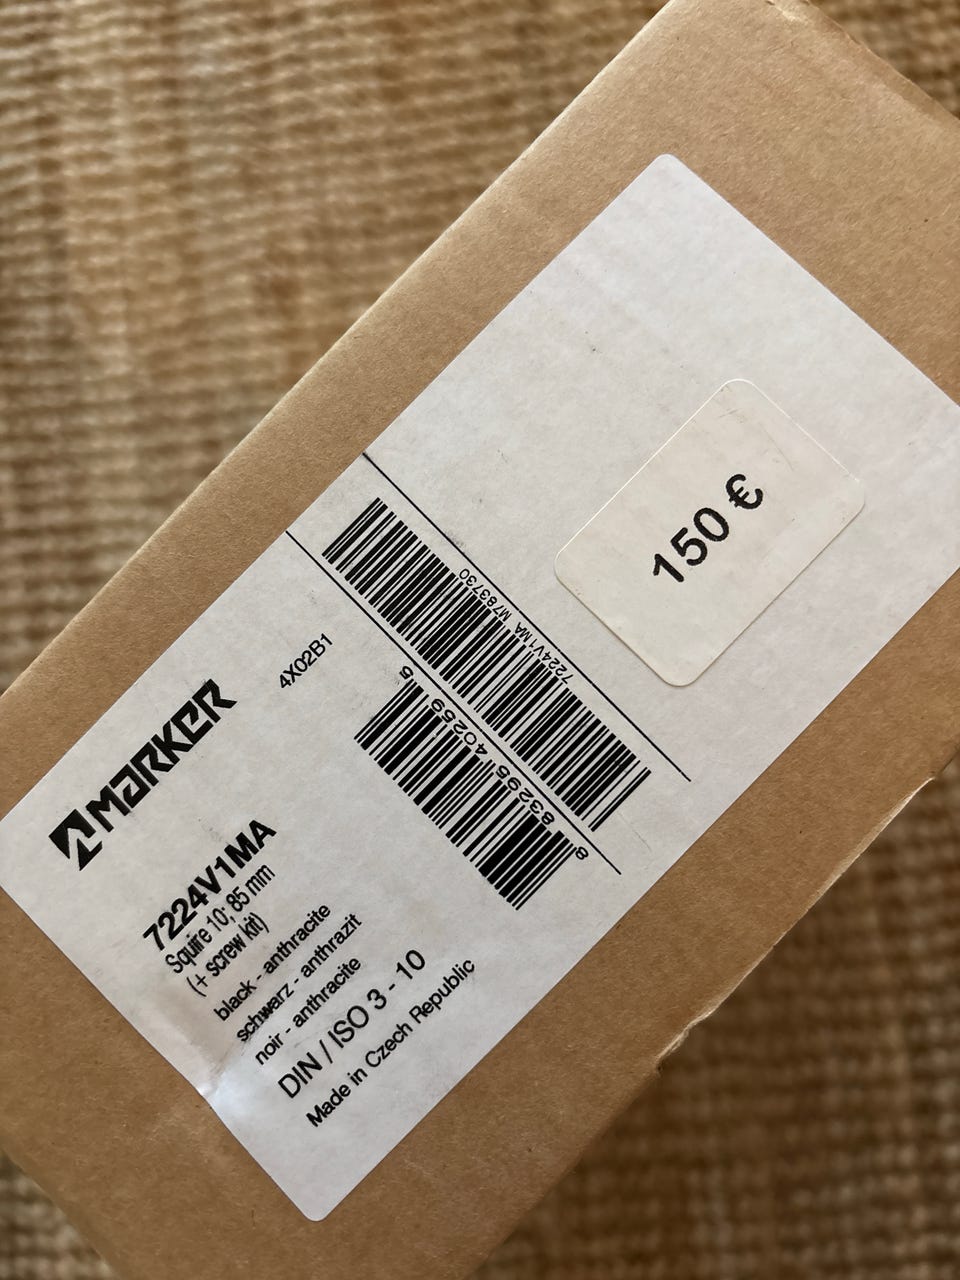 MARKER
4X02B1
7224V1MA
Squire 10; 85 mm
(+ screw kit)
black - anthracite
schwarz - anthrazit
noir - anthracite
DIN / ISO 3 - 10
Made in Czech Republic
8 83295 40259 5
7224V1MA M783730
150 €